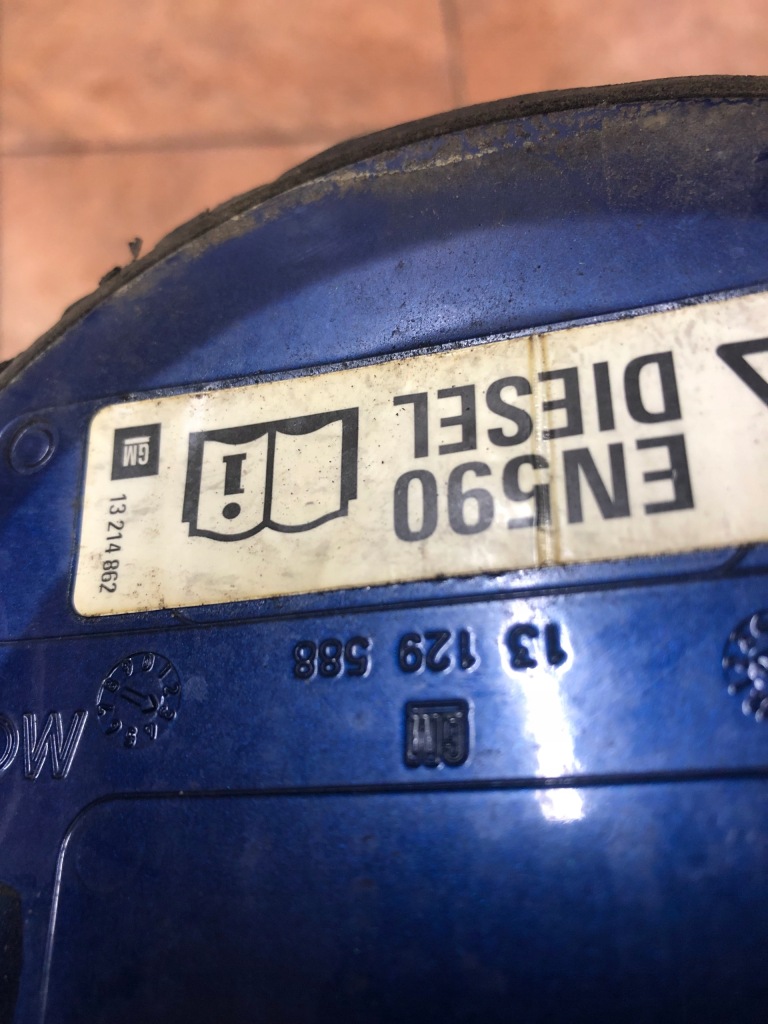 GM
13 129 588
EN590
DIESEL
i
13 214 862
GM